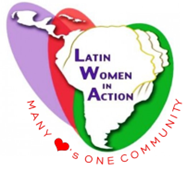 LATIN
WOMEN
IN
ACTION
MANY ❤'S ONE COMMUNITY